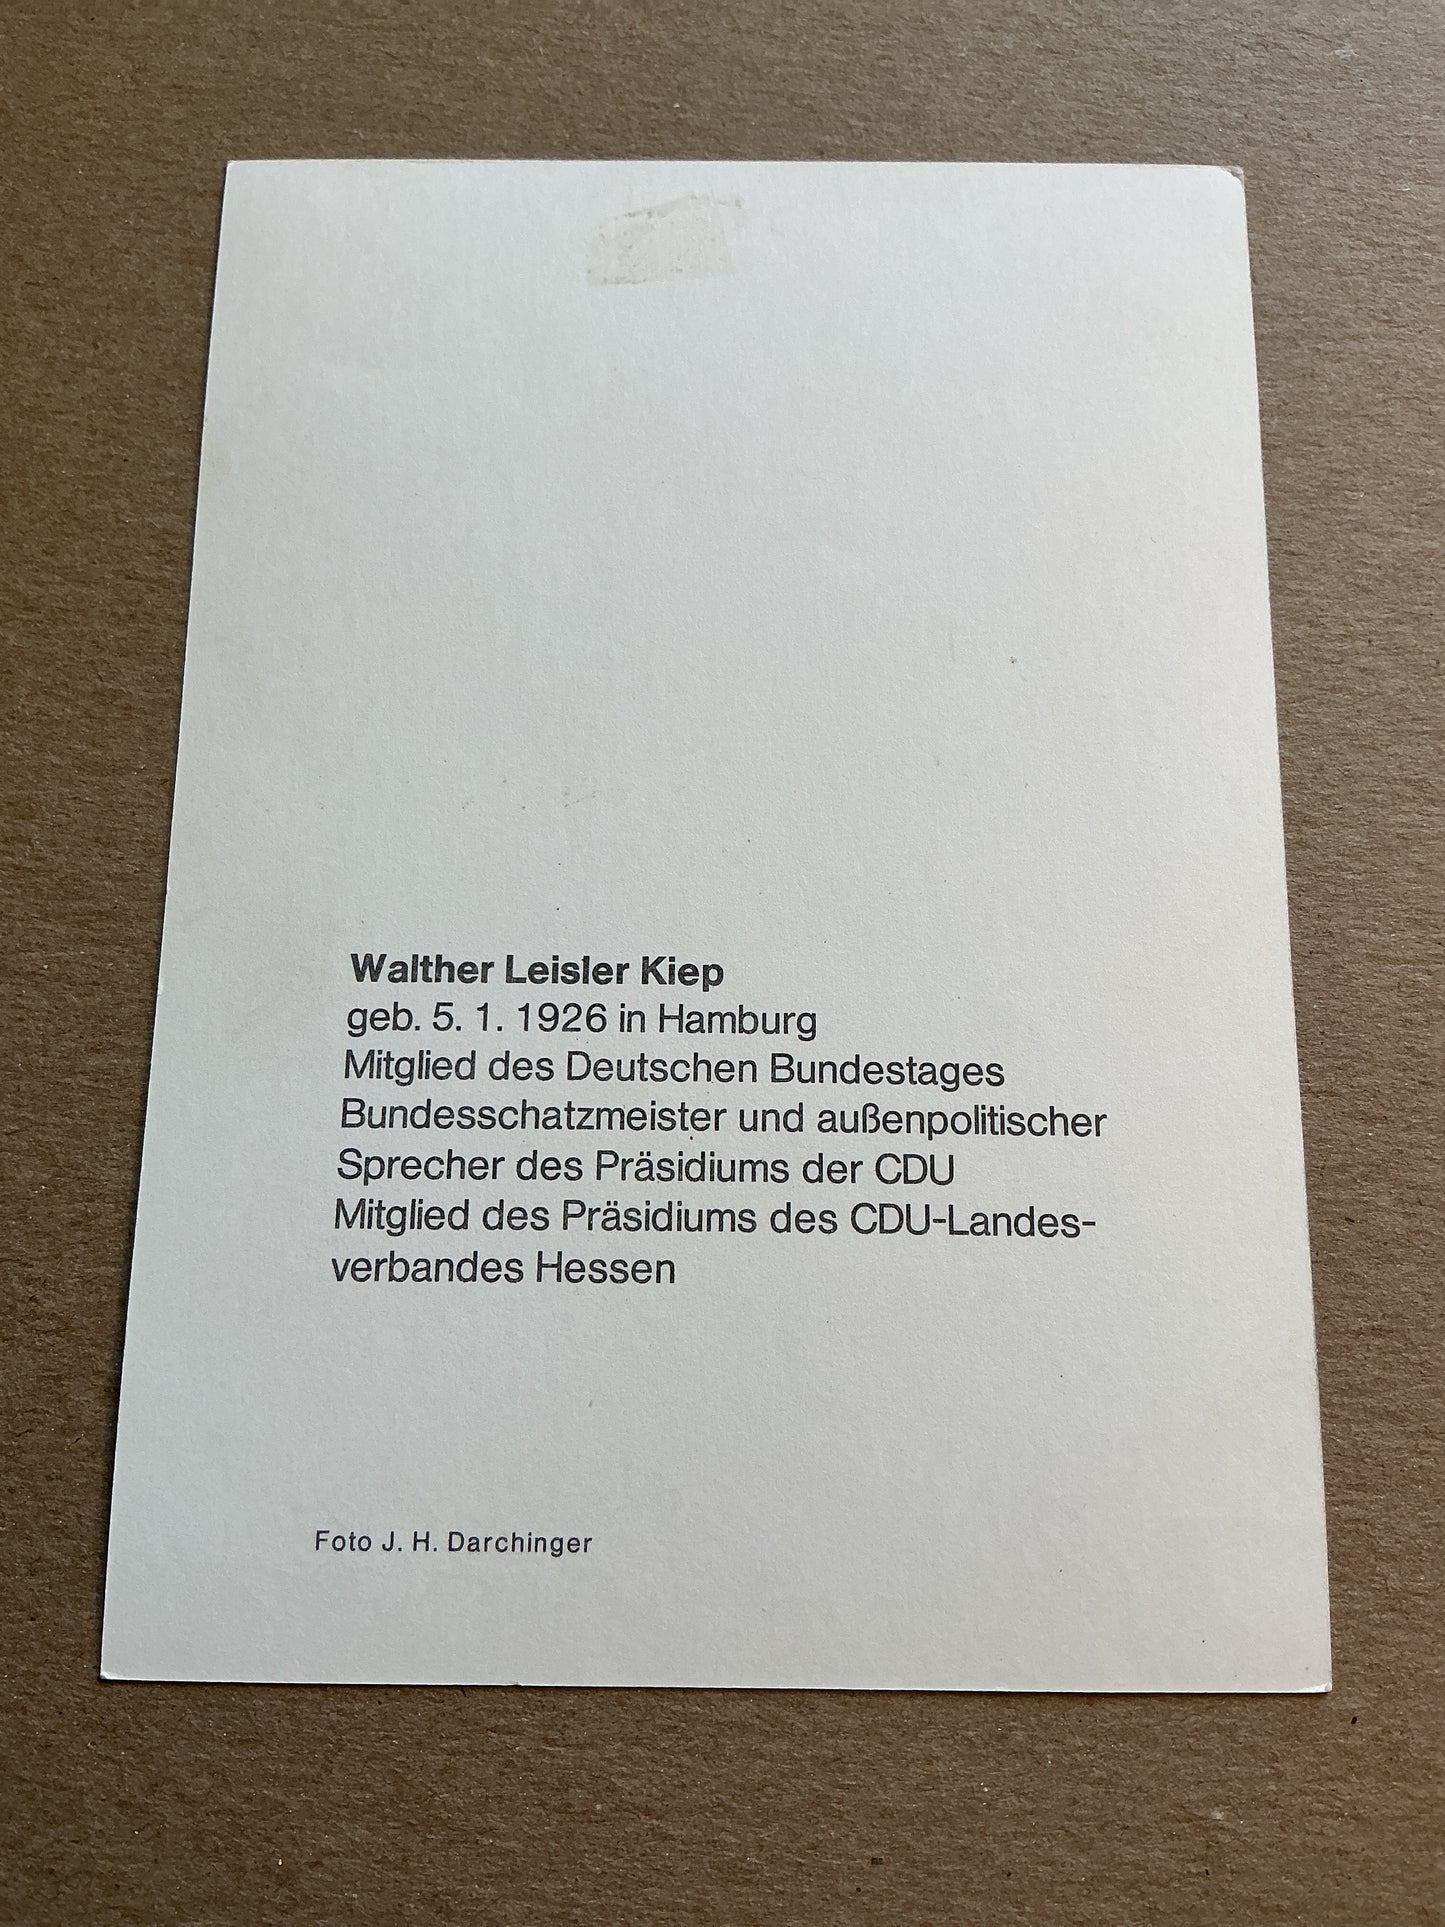 Walther Leisler Kiep
geb. 5. 1. 1926 in Hamburg
Mitglied des Deutschen Bundestages
Bundesschatzmeister und außenpolitischer
Sprecher des Präsidiums der CDU
Mitglied des Präsidiums des CDU-Landes-
verbandes Hessen
Foto J. H. Darchinger